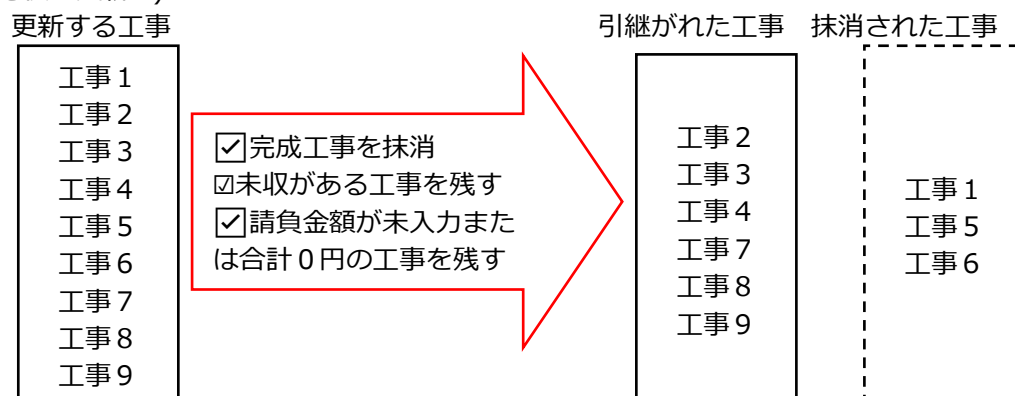 更新する工事
工事1
工事2
工事3
工事4
工事5
工事6
工事7
工事8
工事9
☑完成工事を抹消
☑未収がある工事を残す
☑請負金額が未入力また
は合計0円の工事を残す
引継がれた工事
工事2
工事3
工事4
工事7
工事8
工事9
抹消された工事
工事1
工事5
工事6